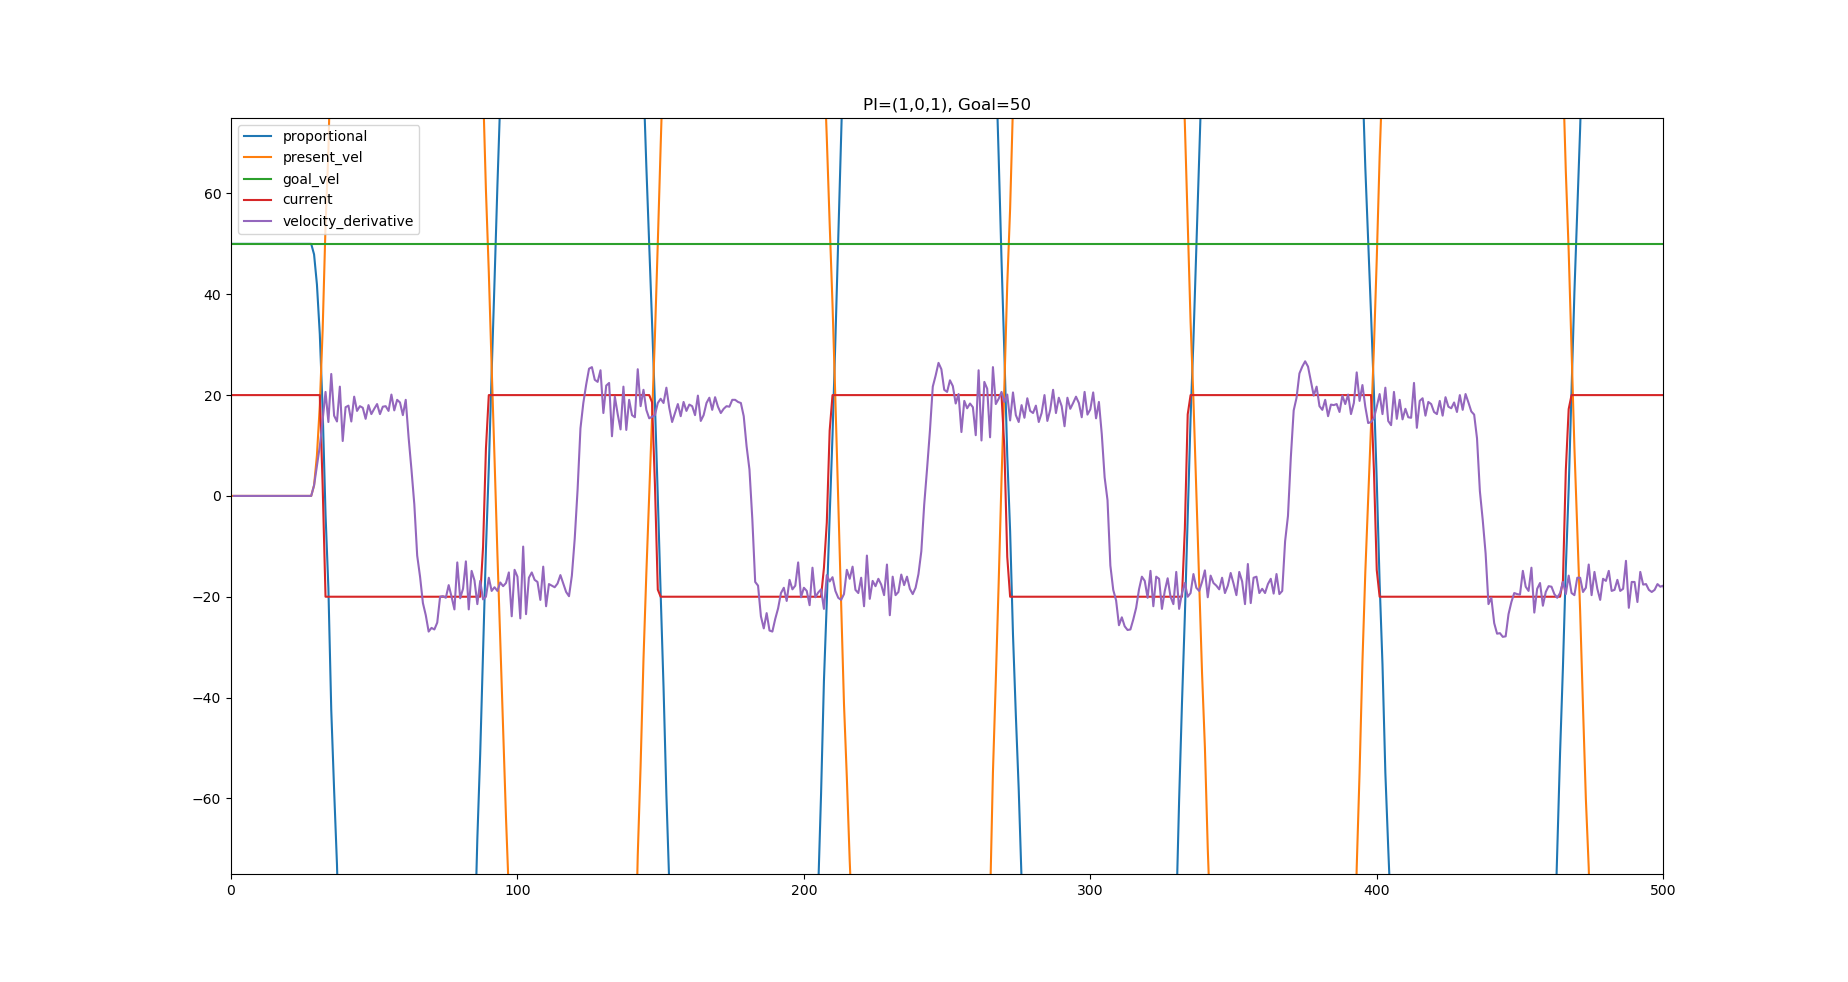 PI=(1,0,1), Goal=50
proportional
present_vel
goal_vel
current
velocity_derivative
60
40
20
0
−20
−40
−60
0 100 200 300 400 500